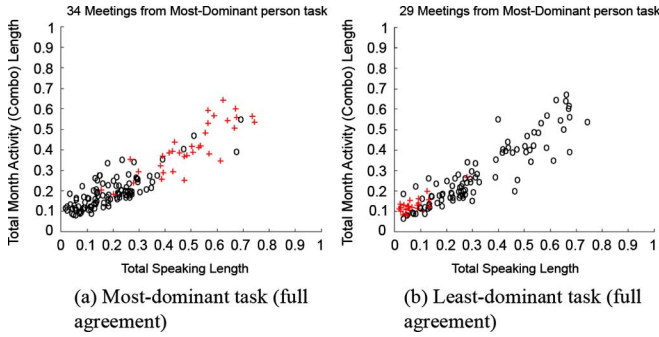 34 Meetings from Most-Dominant person task
Total Month Activity (Combo) Length
1
0.9
0.8
0.7
0.6
0.5
0.4
0.3
0.2
0.1
0 0.1 0.2 0.3 0.4 0.5 0.6 0.7 0.8 0.9 1
Total Speaking Length
(a) Most-dominant task (full
agreement)
29 Meetings from Most-Dominant person task
Total Month Activity (Combo) Length
1
0.9
0.8
0.7
0.6
0.5
0.4
0.3
0.2
0.1
0 0.1 0.2 0.3 0.4 0.5 0.6 0.7 0.8 0.9 1
Total Speaking Length
(b) Least-dominant task (full
agreement)